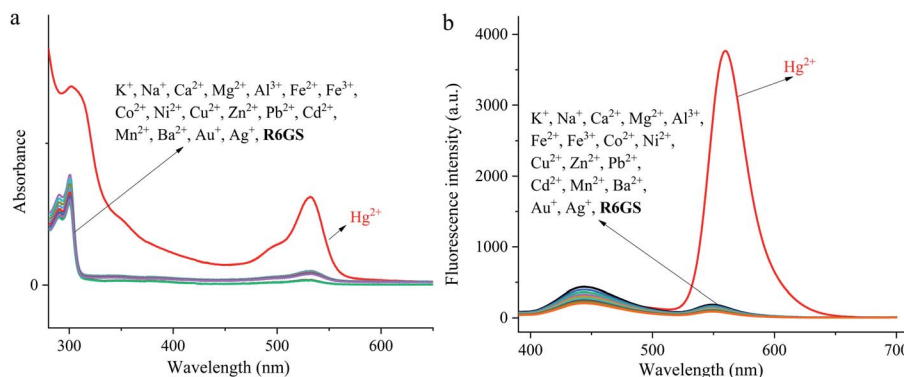 a
K⁺, Na⁺, Ca²⁺, Mg²⁺, Al³⁺, Fe²⁺, Fe³⁺,
Co²⁺, Ni²⁺, Cu²⁺, Zn²⁺, Pb²⁺, Cd²⁺,
Mn²⁺, Ba²⁺, Au⁺, Ag⁺, R6GS
Hg²⁺
Absorbance
0
300 400 500 600
Wavelength (nm)
b
4000
3000
2000
1000
0
Fluorescence intensity (a.u.)
Hg²⁺
K⁺, Na⁺, Ca²⁺, Mg²⁺, Al³⁺,
Fe²⁺, Fe³⁺, Co²⁺, Ni²⁺,
Cu²⁺, Zn²⁺, Pb²⁺,
Cd²⁺, Mn²⁺, Ba²⁺,
Au⁺, Ag⁺, R6GS
400 500 600 700
Wavelength (nm)